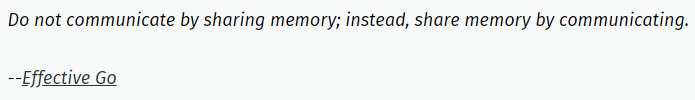 Do not communicate by sharing memory; instead, share memory by communicating.
--Effective Go